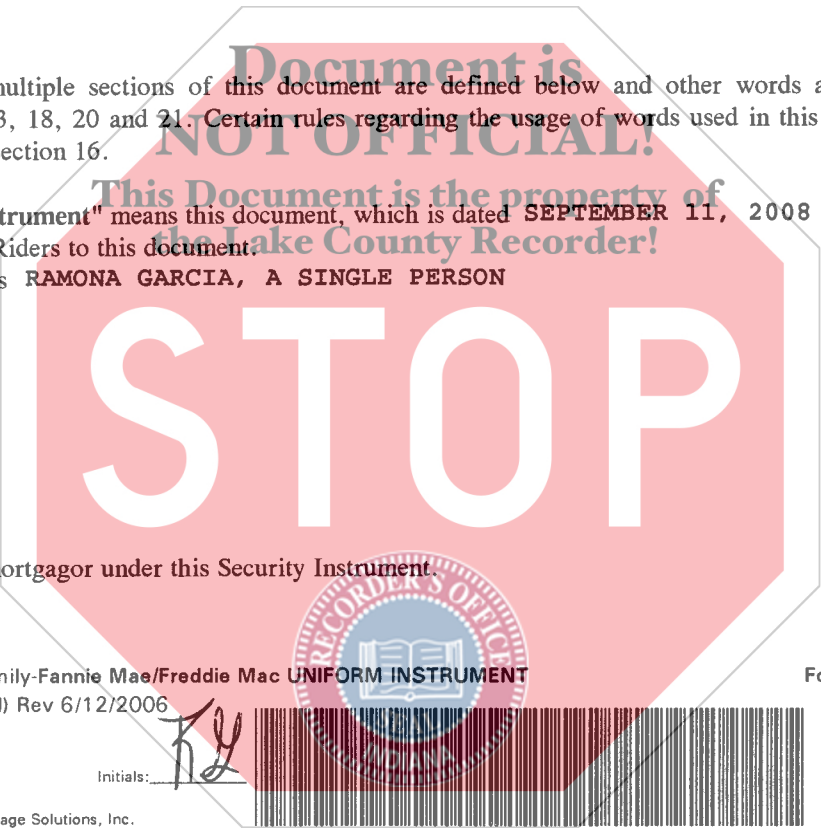 Document is
multiple sections of this document are defined below and other words a
3, 18, 20 and 21. Certain rules regarding the usage of words used in this
NOT OFFICIAL!
ection 16.
This Document is the property of
trument" means this document, which is dated SEPTEMBER 11, 2008
the Lake County Recorder!
Riders to this document.
s RAMONA GARCIA, A SINGLE PERSON
STOP
ortgagor under this Security Instrument.
RECORDER'S OFFICE
SEAL
INDIANA
mily-Fannie Mae/Freddie Mac UNIFORM INSTRUMENT Fo
) Rev 6/12/2006
Initials: RG
age Solutions, Inc.